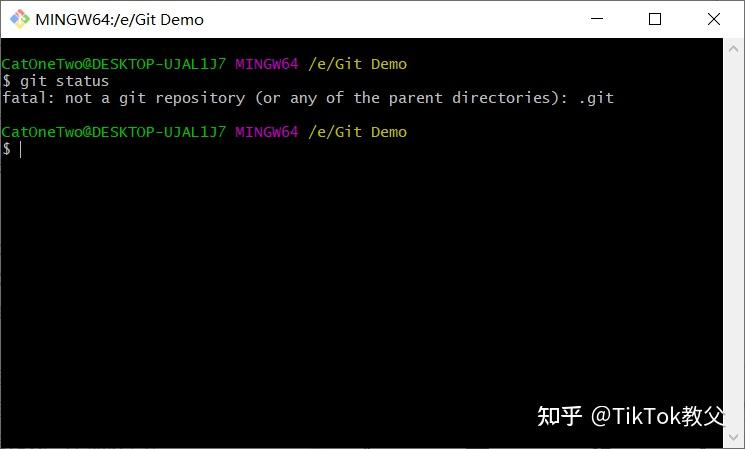 MINGW64:/e/Git Demo
CatOneTwo@DESKTOP-UJAL1J7 MINGW64 /e/Git Demo
$ git status
fatal: not a git repository (or any of the parent directories): .git
CatOneTwo@DESKTOP-UJAL1J7 MINGW64 /e/Git Demo
$
知乎 @TikTok教父